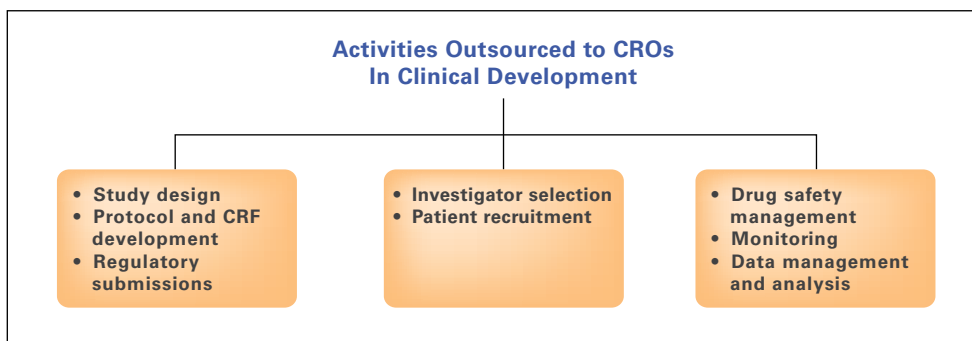 Activities Outsourced to CROs
In Clinical Development
• Study design
• Protocol and CRF
development
• Regulatory
submissions
• Investigator selection
• Patient recruitment
• Drug safety
management
• Monitoring
• Data management
and analysis